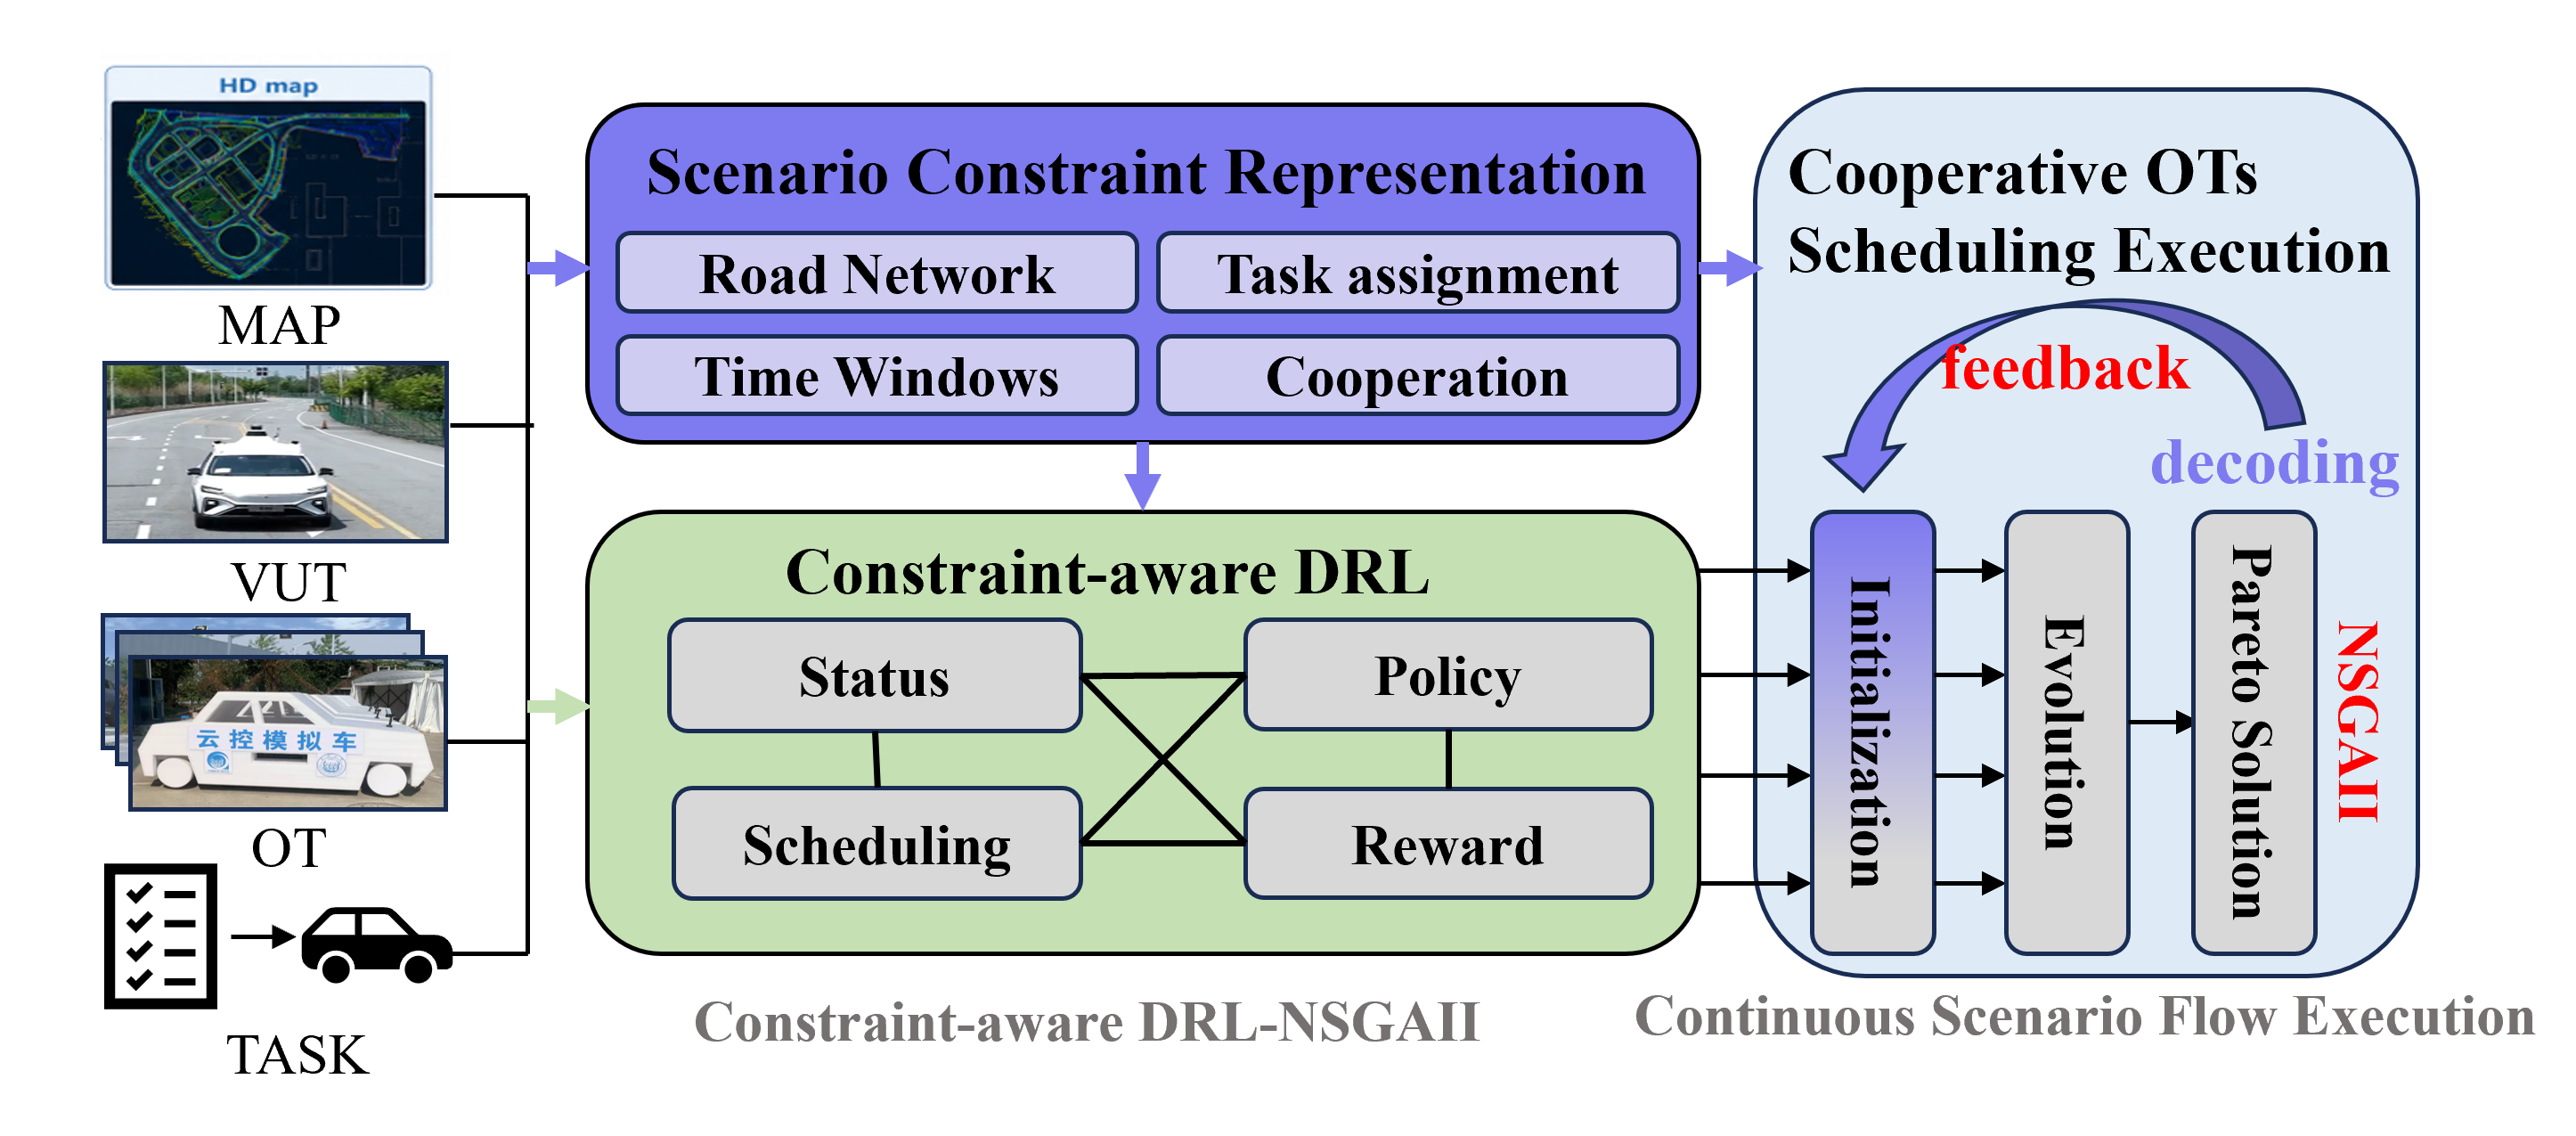 HD map
MAP
VUT
云控模拟车
OT
TASK
Scenario Constraint Representation
Road Network
Task assignment
Time Windows
Cooperation
Constraint-aware DRL
Status
Policy
Scheduling
Reward
Constraint-aware DRL-NSGAII
Cooperative OTs
Scheduling Execution
feedback
decoding
Initialization
Evolution
Pareto Solution
NSGAII
Continuous Scenario Flow Execution